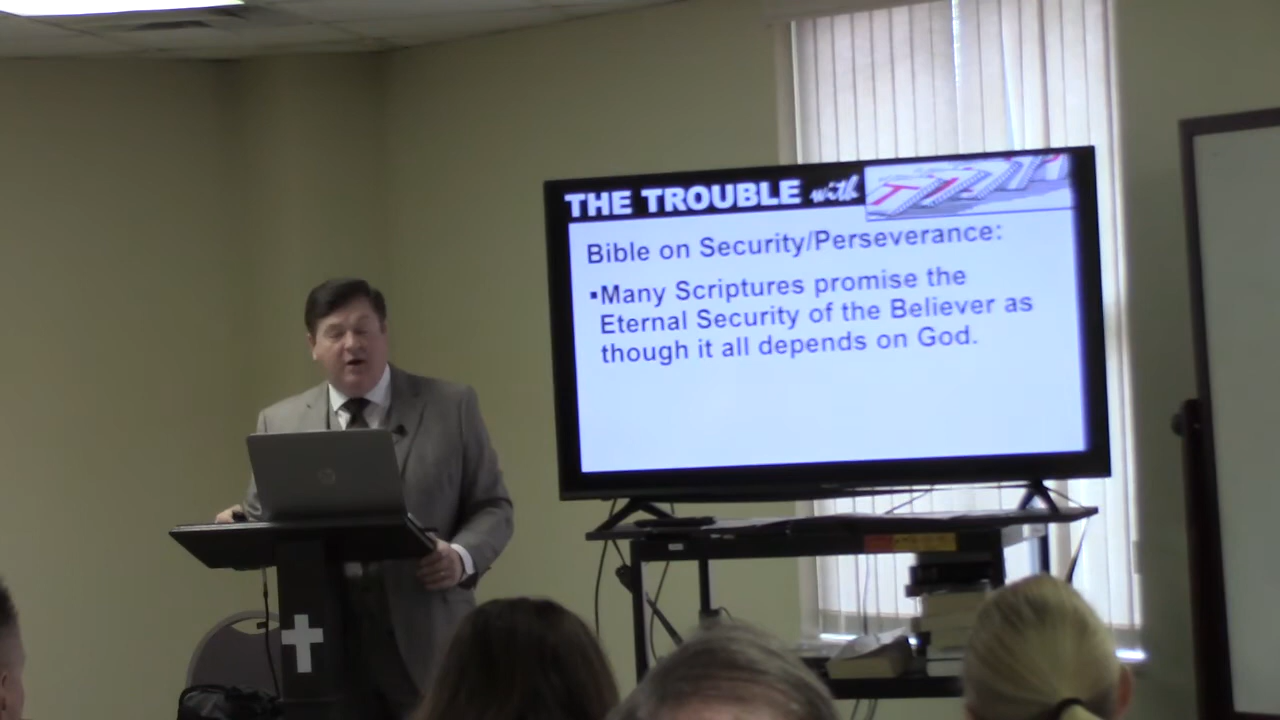 THE TROUBLE with
Bible on Security/Perseverance:
▪Many Scriptures promise the
Eternal Security of the Believer as
though it all depends on God.